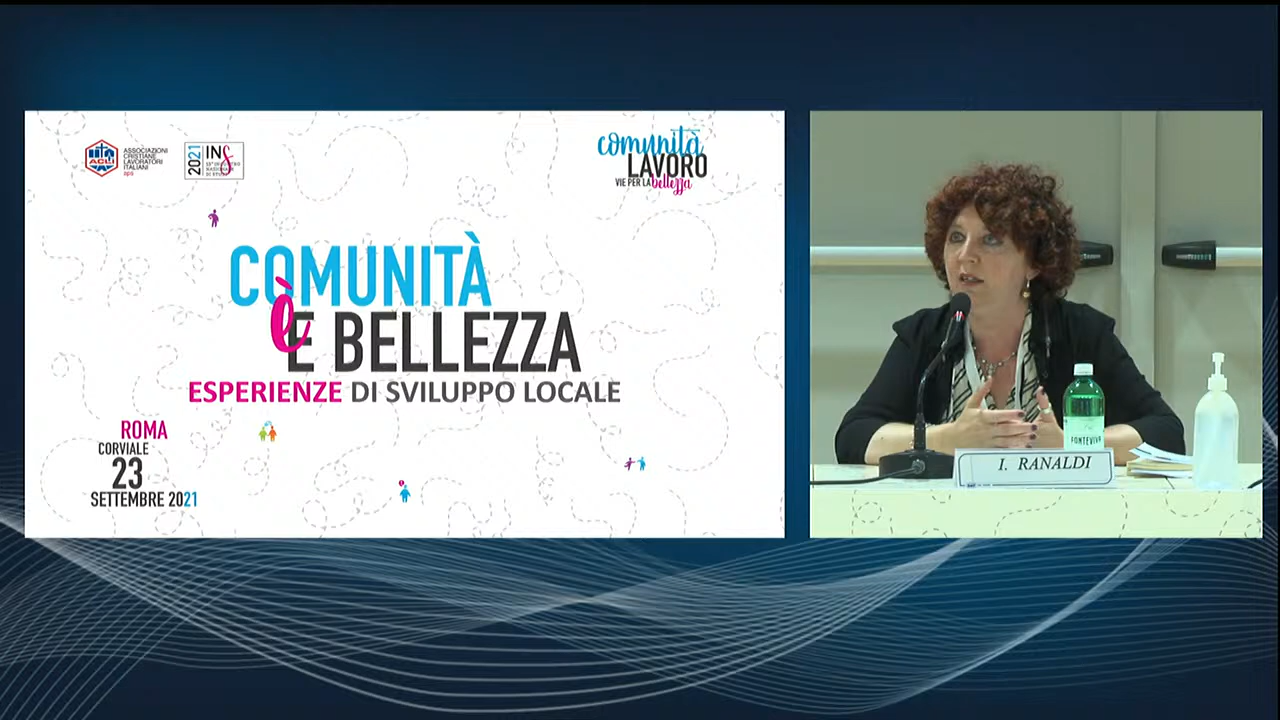 ACLI
ASSOCIAZIONI
CRISTIANE
LAVORATORI
ITALIANI
aps
2021
INS
comunità
LAVORO
VIE PER LA bellezza
COMUNITÀ
è BELLEZZA
ESPERIENZE DI SVILUPPO LOCALE
ROMA
CORVIALE
23
SETTEMBRE 2021
FONTEVIVA
I. RANALDI